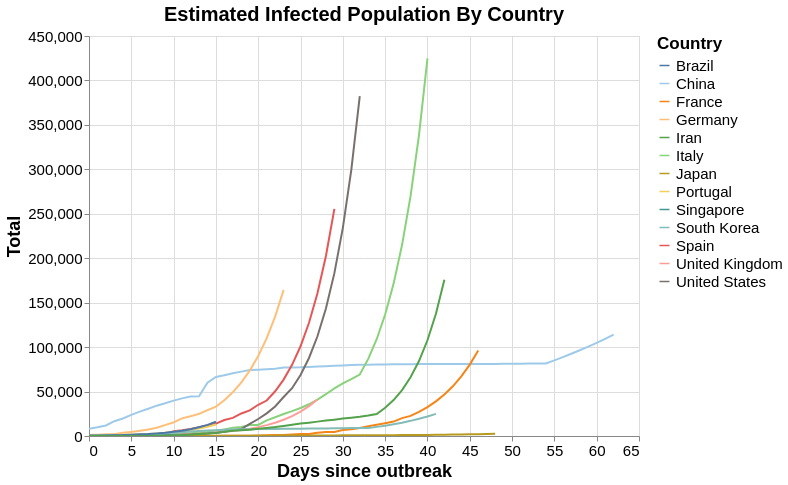 Estimated Infected Population By Country
Country
Brazil
China
France
Germany
Iran
Italy
Japan
Portugal
Singapore
South Korea
Spain
United Kingdom
United States
Total
450,000
400,000
350,000
300,000
250,000
200,000
150,000
100,000
50,000
0
0 5 10 15 20 25 30 35 40 45 50 55 60 65
Days since outbreak